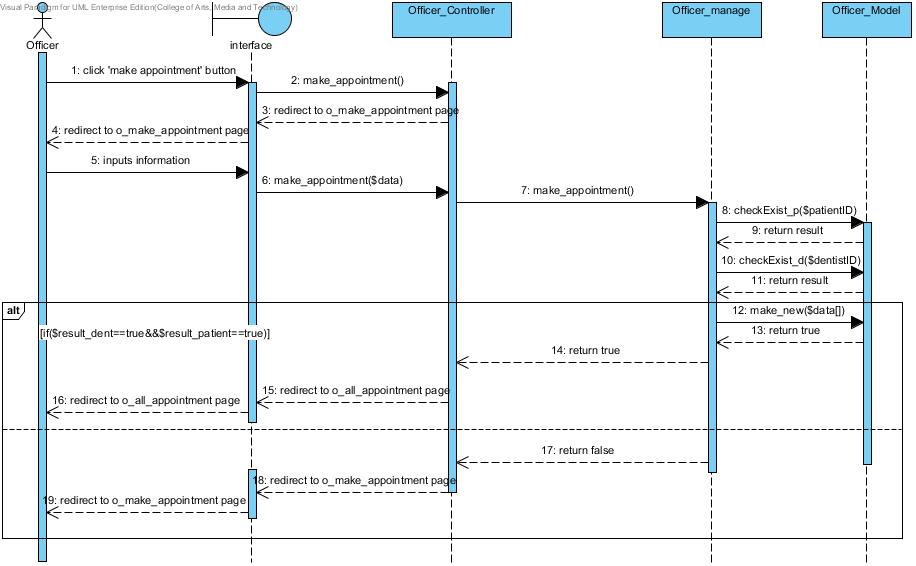 Visual Paradigm for UML Enterprise Edition(College of Arts, Media and Technology)
Officer
interface
Officer_Controller
Officer_manage
Officer_Model
1: click 'make appointment' button
2: make_appointment()
3: redirect to o_make_appointment page
4: redirect to o_make_appointment page
5: inputs information
6: make_appointment($data)
7: make_appointment()
8: checkExist_p($patientID)
9: return result
10: checkExist_d($dentistID)
11: return result
alt
12: make_new($data[])
[if($result_dent==true&&$result_patient==true)]
13: return true
14: return true
15: redirect to o_all_appointment page
16: redirect to o_all_appointment page
17: return false
18: redirect to o_make_appointment page
19: redirect to o_make_appointment page